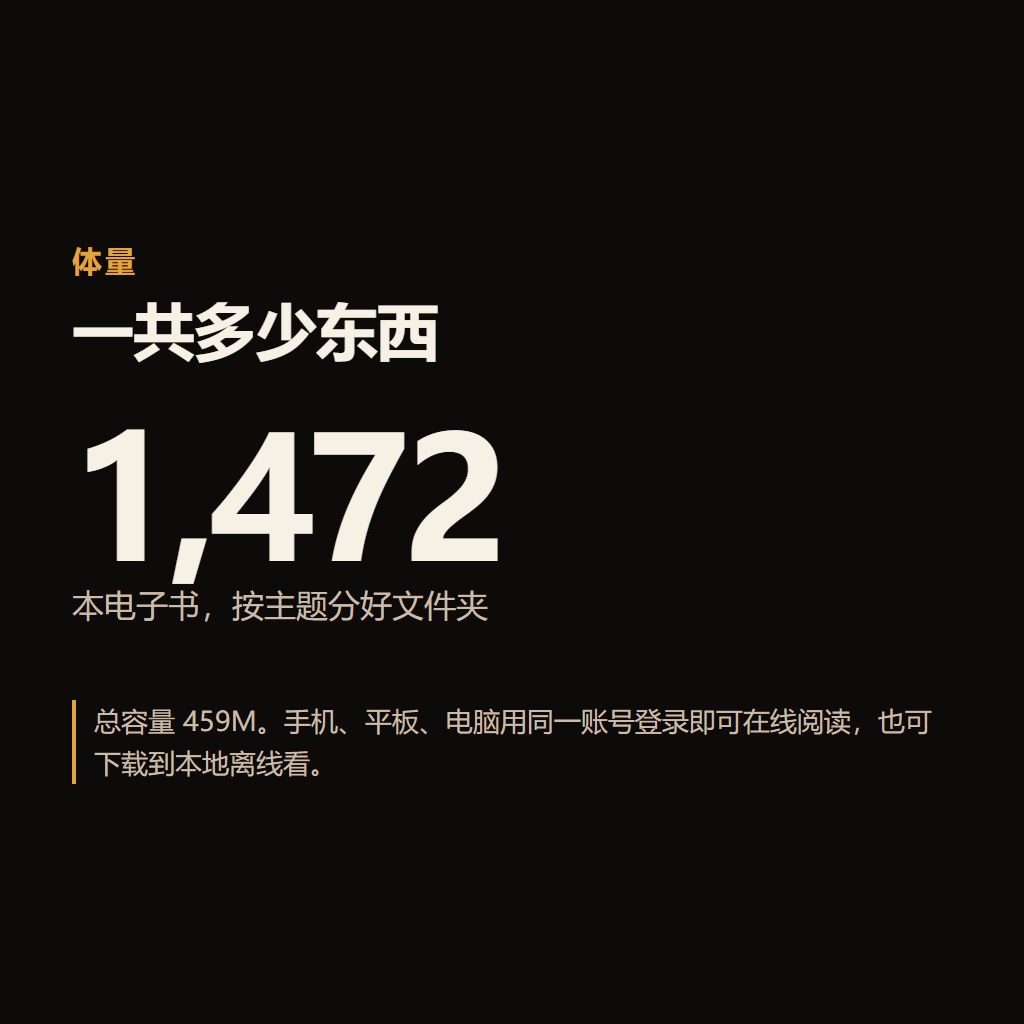 体量
一共多少东西
1,472
本电子书，按主题分好文件夹
总容量 459M。手机、平板、电脑用同一账号登录即可在线阅读，也可
下载到本地离线看。